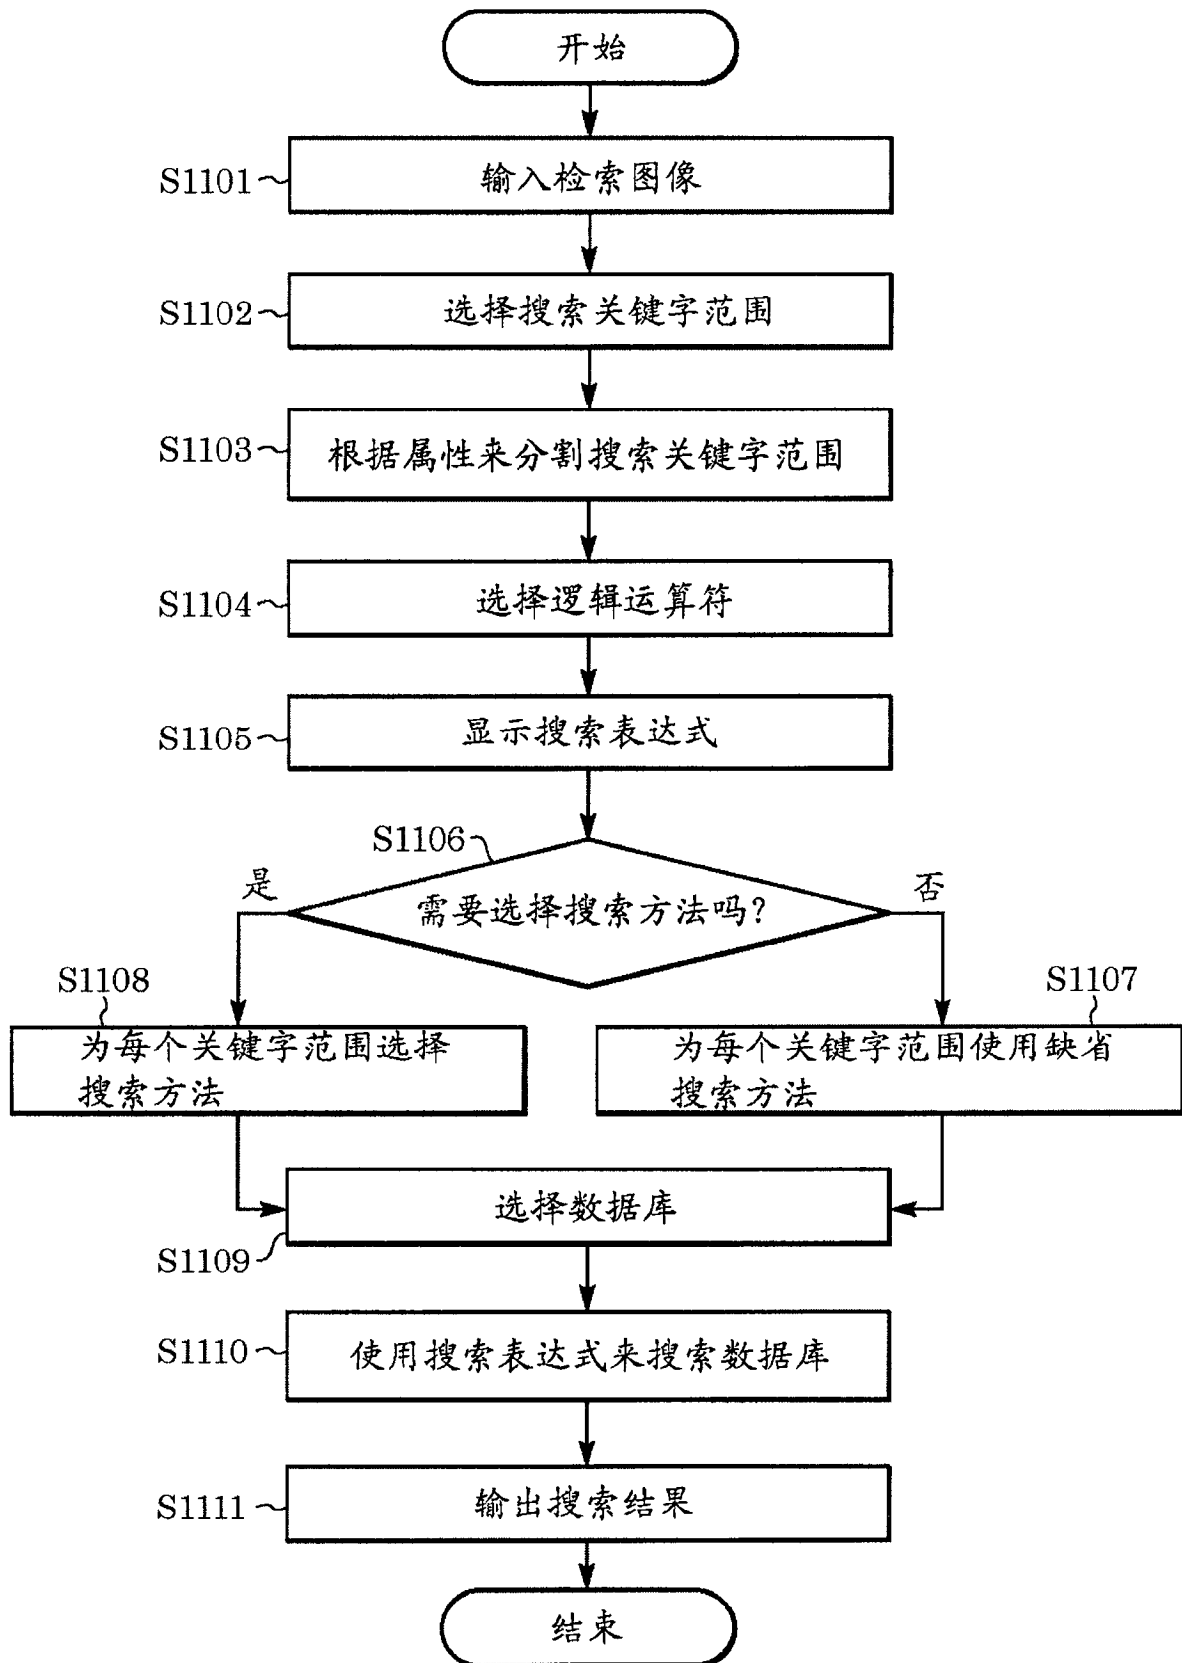 开始
S1101
输入检索图像
S1102
选择搜索关键字范围
S1103
根据属性来分割搜索关键字范围
S1104
选择逻辑运算符
S1105
显示搜索表达式
S1106
是
需要选择搜索方法吗？
否
S1108
为每个关键字范围选择
搜索方法
S1107
为每个关键字范围使用缺省
搜索方法
选择数据库
S1109
S1110
使用搜索表达式来搜索数据库
S1111
输出搜索结果
结束